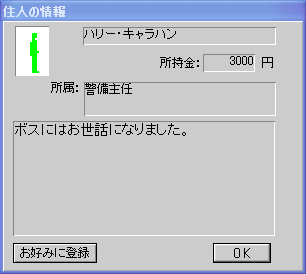 住人の情報
ハリー・キャラハン
所持金: 3000 円
所属: 警備主任
ボスにはお世話になりました。
お好みに登録 OK